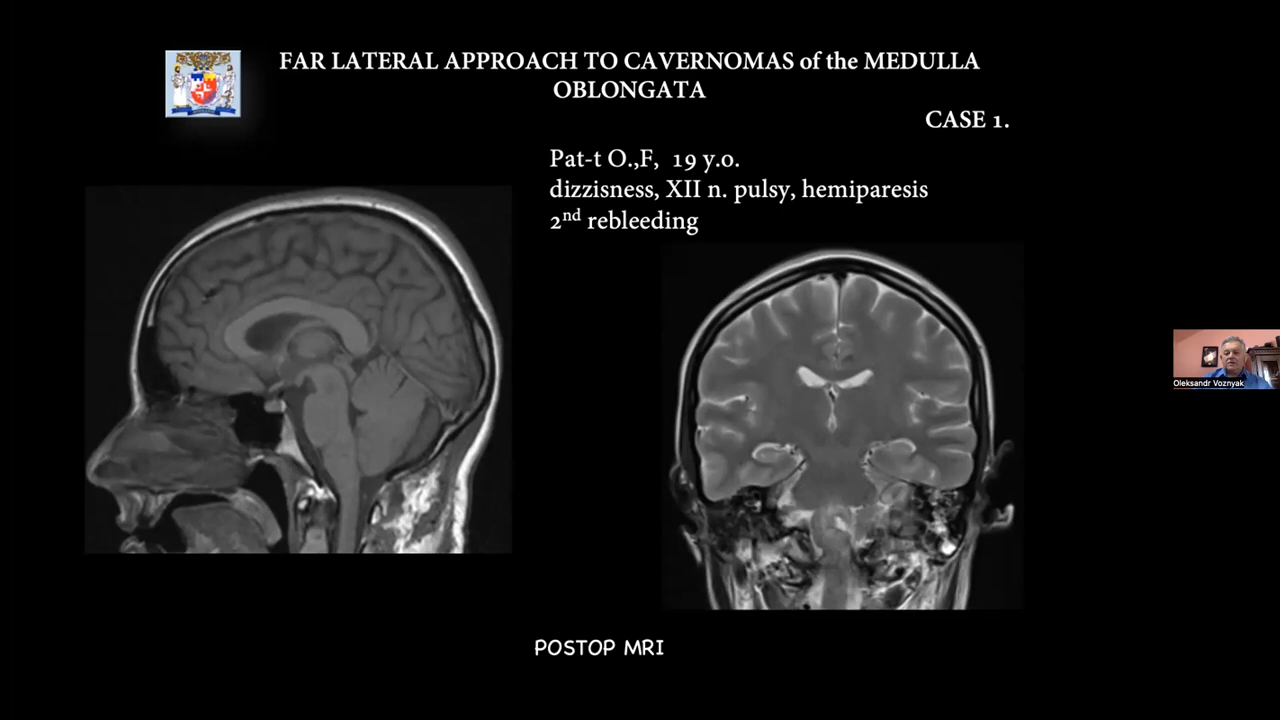 FAR LATERAL APPROACH TO CAVERNOMAS of the MEDULLA
OBLONGATA
CASE 1.
Pat-t O.,F, 19 y.o.
dizzisness, XII n. pulsy, hemiparesis
2nd rebleeding
Oleksandr Voznyak
POSTOP MRI